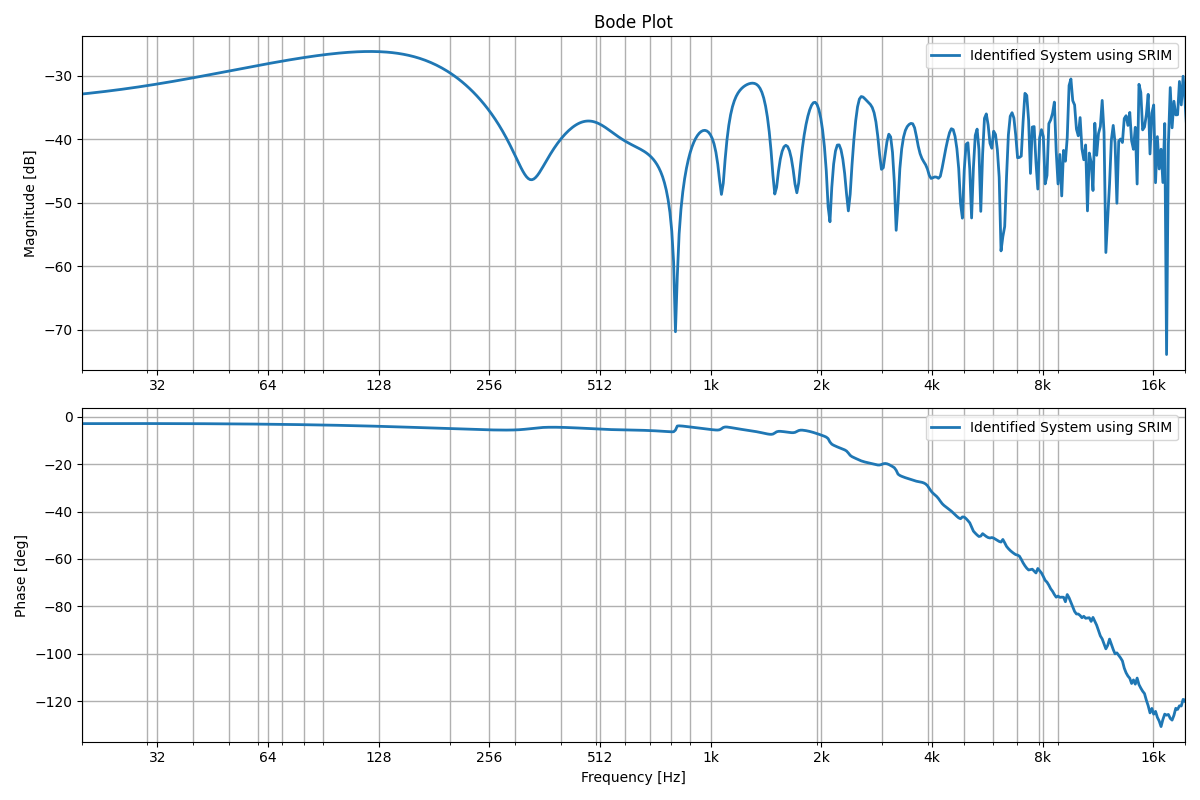 Bode Plot
Identified System using SRIM
Magnitude [dB]
−30
−40
−50
−60
−70
32 64 128 256 512 1k 2k 4k 8k 16k
Identified System using SRIM
Phase [deg]
0
−20
−40
−60
−80
−100
−120
32 64 128 256 512 1k 2k 4k 8k 16k
Frequency [Hz]